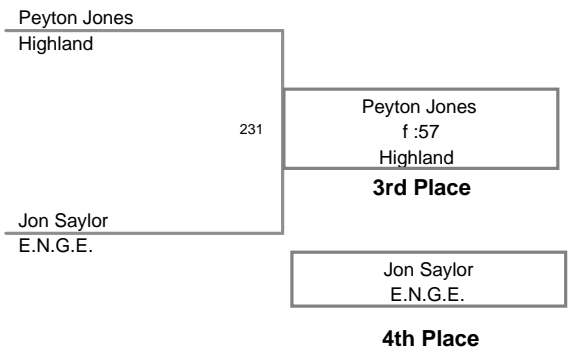 Peyton Jones
Highland
231
Peyton Jones
f :57
Highland
3rd Place
Jon Saylor
E.N.G.E.
Jon Saylor
E.N.G.E.
4th Place